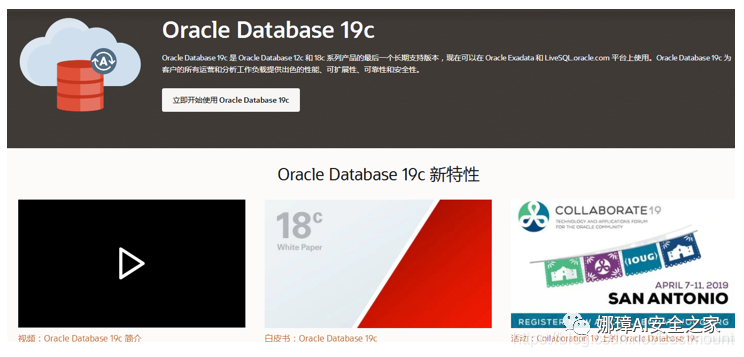 Oracle Database 19c
Oracle Database 19c 是 Oracle Database 12c 和 18c 系列产品的最后一个长期支持版本，现在可以在 Oracle Exadata 和 LiveSQL.oracle.com 平台上使用。Oracle Database 19c 为
客户的所有运营和分析工作负载提供出色的性能、可扩展性、可靠性和安全性。
立即开始使用 Oracle Database 19c
Oracle Database 19c 新特性
18c
White Paper
COLLABORATE19
TECHNOLOGY AND APPLICATIONS FORUM
FOR THE ORACLE COMMUNITY
IOUG
APRIL 7-11, 2019
SAN ANTONIO
娜璋AI安全之家
视频：Oracle Database 19c 简介
白皮书：Oracle Database 19c
活动：Collaboration 19 上的 Oracle Database 19c